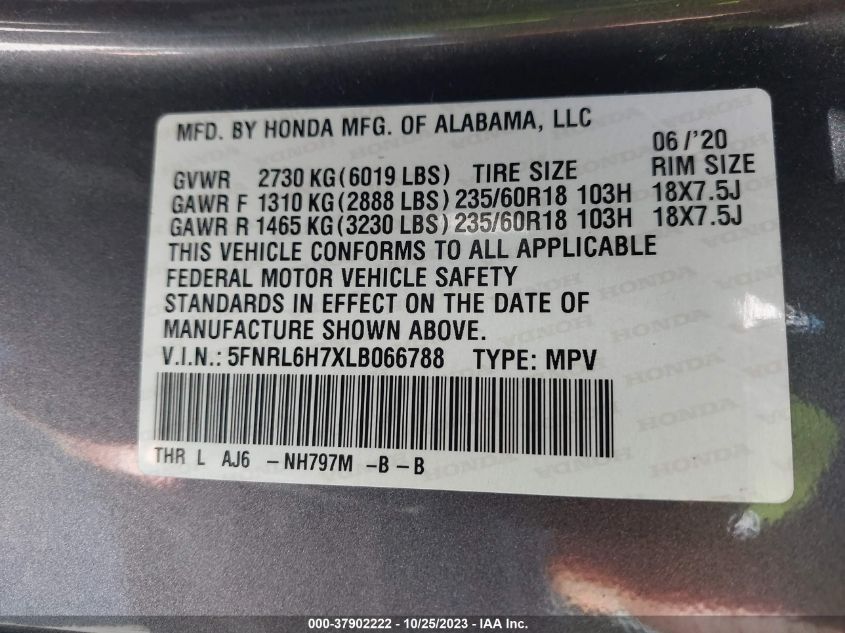 MFD. BY HONDA MFG. OF ALABAMA, LLC
06/'20
GVWR 2730 KG (6019 LBS) TIRE SIZE RIM SIZE
GAWR F 1310 KG (2888 LBS) 235/60R18 103H 18X7.5J
GAWR R 1465 KG (3230 LBS) 235/60R18 103H 18X7.5J
THIS VEHICLE CONFORMS TO ALL APPLICABLE
FEDERAL MOTOR VEHICLE SAFETY
STANDARDS IN EFFECT ON THE DATE OF
MANUFACTURE SHOWN ABOVE.
V.I.N.: 5FNRL6H7XLB066788 TYPE: MPV
THR L AJ6 -NH797M -B-B
000-37902222 - 10/25/2023 - IAA Inc.